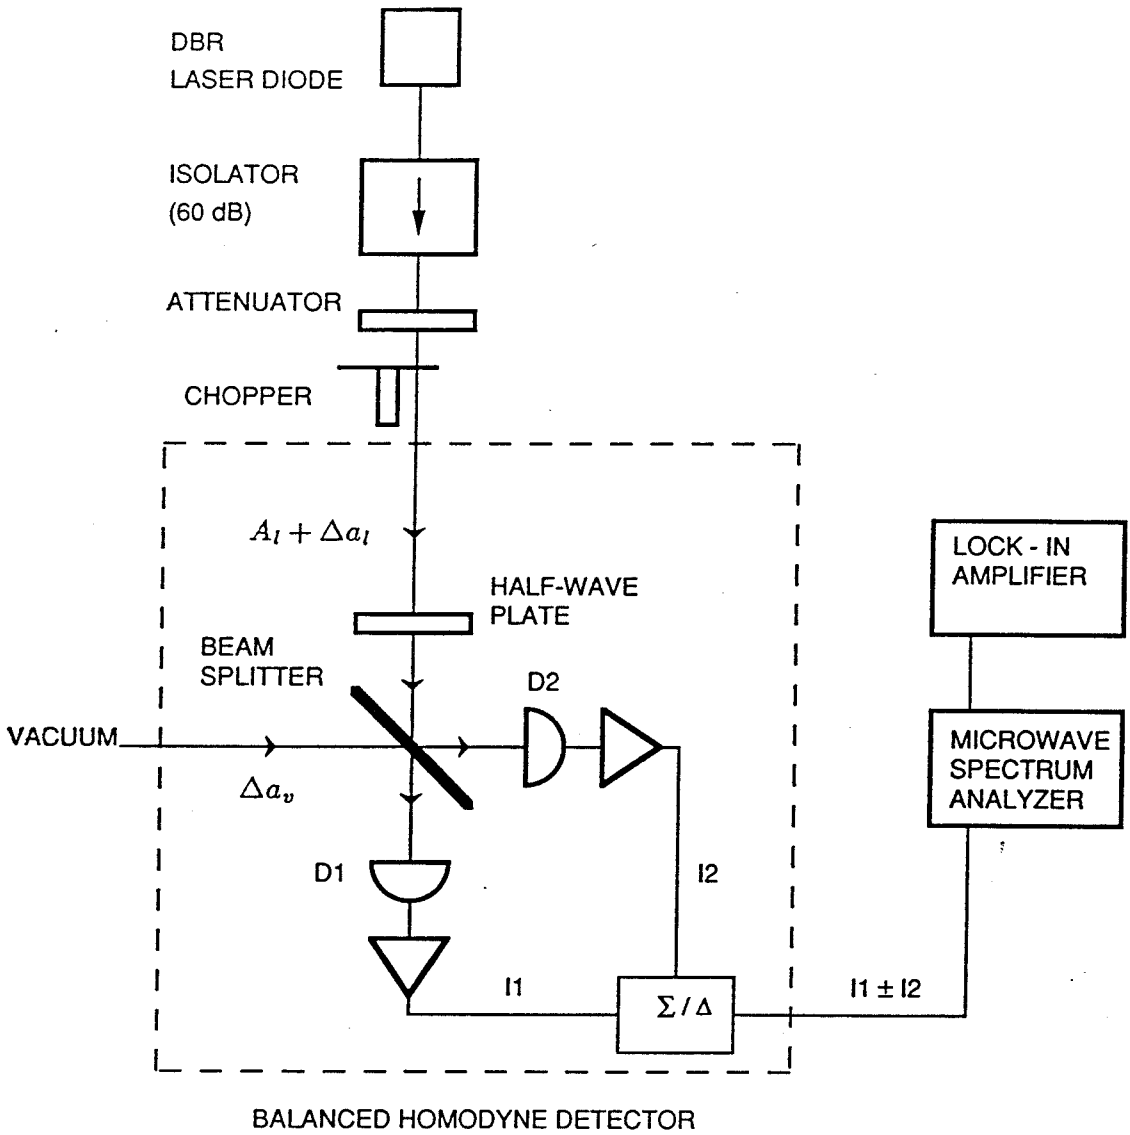 DBR
LASER DIODE
ISOLATOR
(60 dB)
ATTENUATOR
CHOPPER
A_l + Δa_l
HALF-WAVE
PLATE
BEAM
SPLITTER
D2
VACUUM
Δa_v
D1
I2
I1
Σ/Δ
I1 ± I2
LOCK - IN
AMPLIFIER
MICROWAVE
SPECTRUM
ANALYZER
BALANCED HOMODYNE DETECTOR